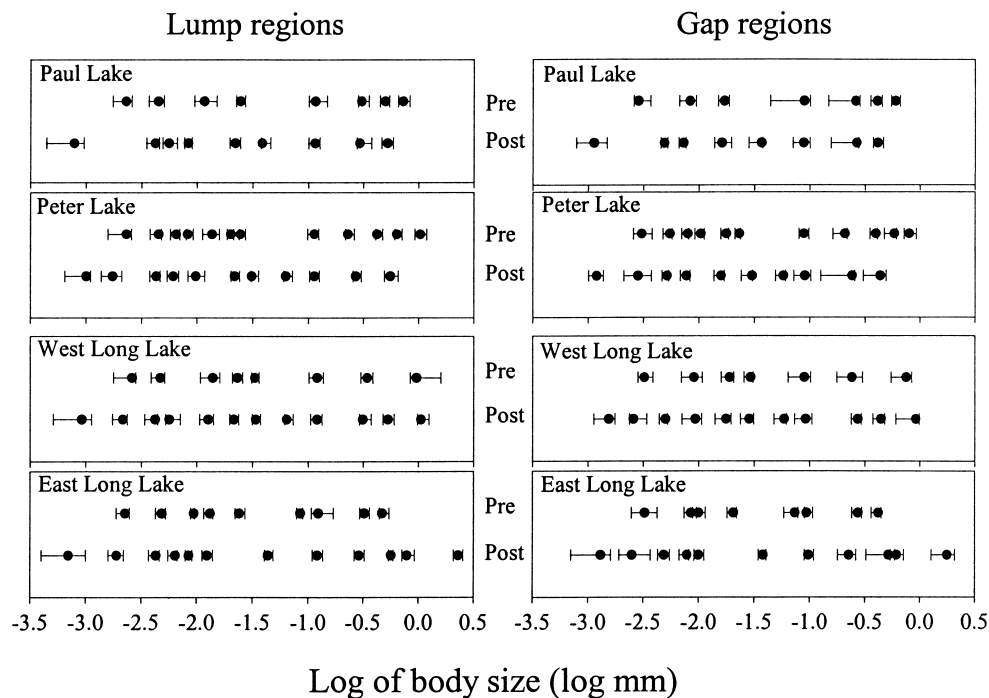 Lump regions
Gap regions
Paul Lake
Paul Lake
Pre
Post
Peter Lake
Peter Lake
Pre
Post
West Long Lake
West Long Lake
Pre
Post
East Long Lake
East Long Lake
Pre
Post
-3.5 -3.0 -2.5 -2.0 -1.5 -1.0 -0.5 0.0 0.5
-3.5 -3.0 -2.5 -2.0 -1.5 -1.0 -0.5 0.0 0.5
Log of body size (log mm)